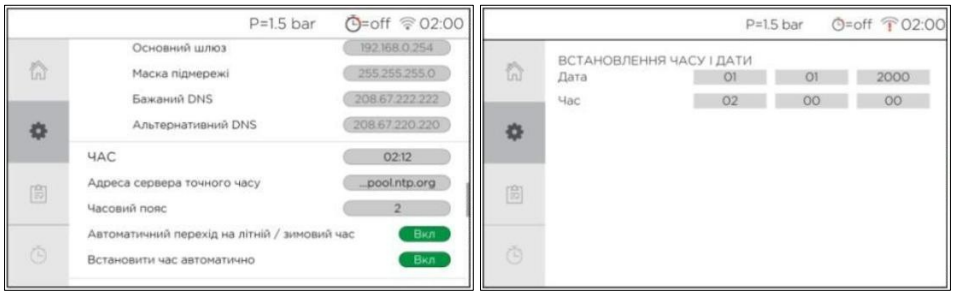 P=1.5 bar =off 02:00
Основний шлюз 192.168.0.254
Маска підмережі 255.255.255.0
Бажаний DNS 208.67.222.222
Альтернативний DNS 208.67.220.220
ЧАС 02:12
Адреса сервера точного часу ...pool.ntp.org
Часовий пояс 2
Автоматичний перехід на літній / зимовий час Вкл
Встановити час автоматично Вкл
P=1.5 bar =off 02:00
ВСТАНОВЛЕННЯ ЧАСУ І ДАТИ
Дата 01 01 2000
Час 02 00 00